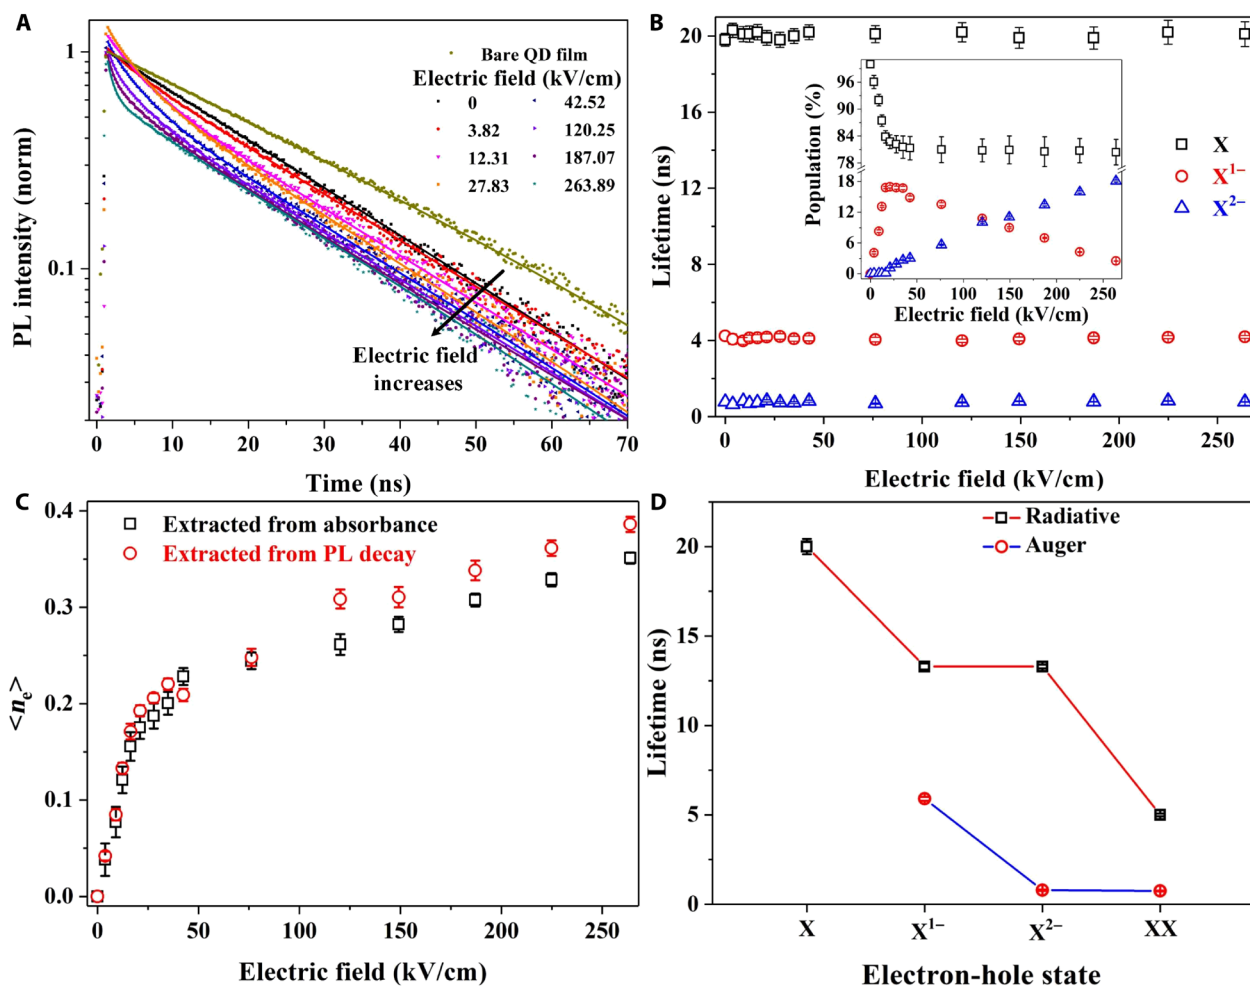 A
PL intensity (norm)
1
0.1
Bare QD film
Electric field (kV/cm)
0 42.52
3.82 120.25
12.31 187.07
27.83 263.89
Electric field
increases
0 10 20 30 40 50 60 70
Time (ns)
B
Lifetime (ns)
20
16
12
8
4
0
Population (%)
96
90
84
78
18
12
6
0
0 50 100 150 200 250
Electric field (kV/cm)
X
X¹⁻
X²⁻
0 50 100 150 200 250
Electric field (kV/cm)
C
<nₑ>
0.4
0.3
0.2
0.1
0.0
Extracted from absorbance
Extracted from PL decay
0 50 100 150 200 250
Electric field (kV/cm)
D
Lifetime (ns)
20
15
10
5
0
Radiative
Auger
X X¹⁻ X²⁻ XX
Electron-hole state